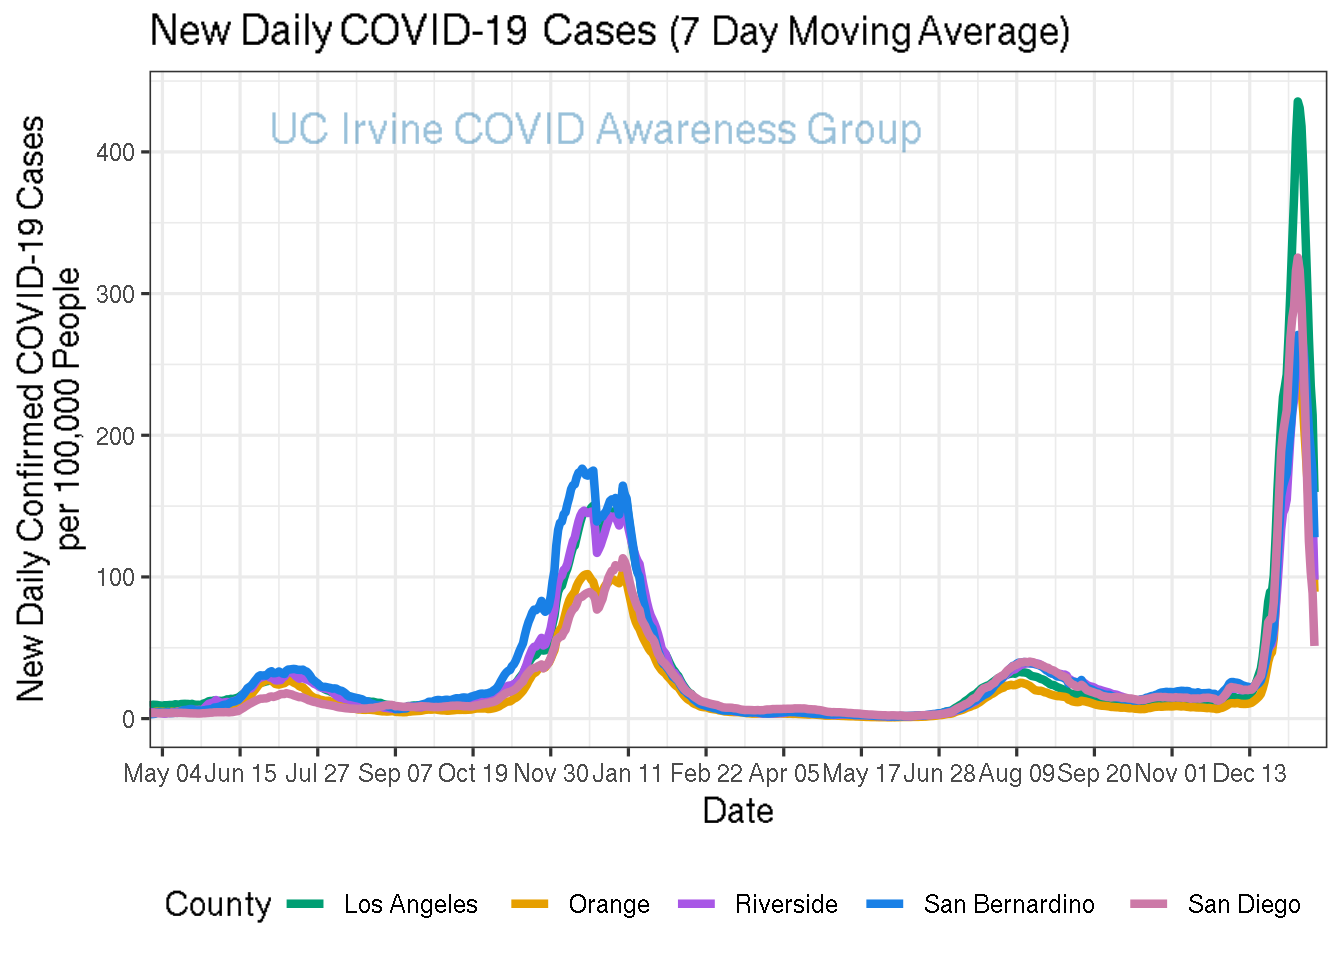 New Daily COVID-19 Cases (7 Day Moving Average)
UC Irvine COVID Awareness Group
New Daily Confirmed COVID-19 Cases
per 100,000 People
400
300
200
100
0
May 04 Jun 15 Jul 27 Sep 07 Oct 19 Nov 30 Jan 11 Feb 22 Apr 05 May 17 Jun 28 Aug 09 Sep 20 Nov 01 Dec 13
Date
County Los Angeles Orange Riverside San Bernardino San Diego